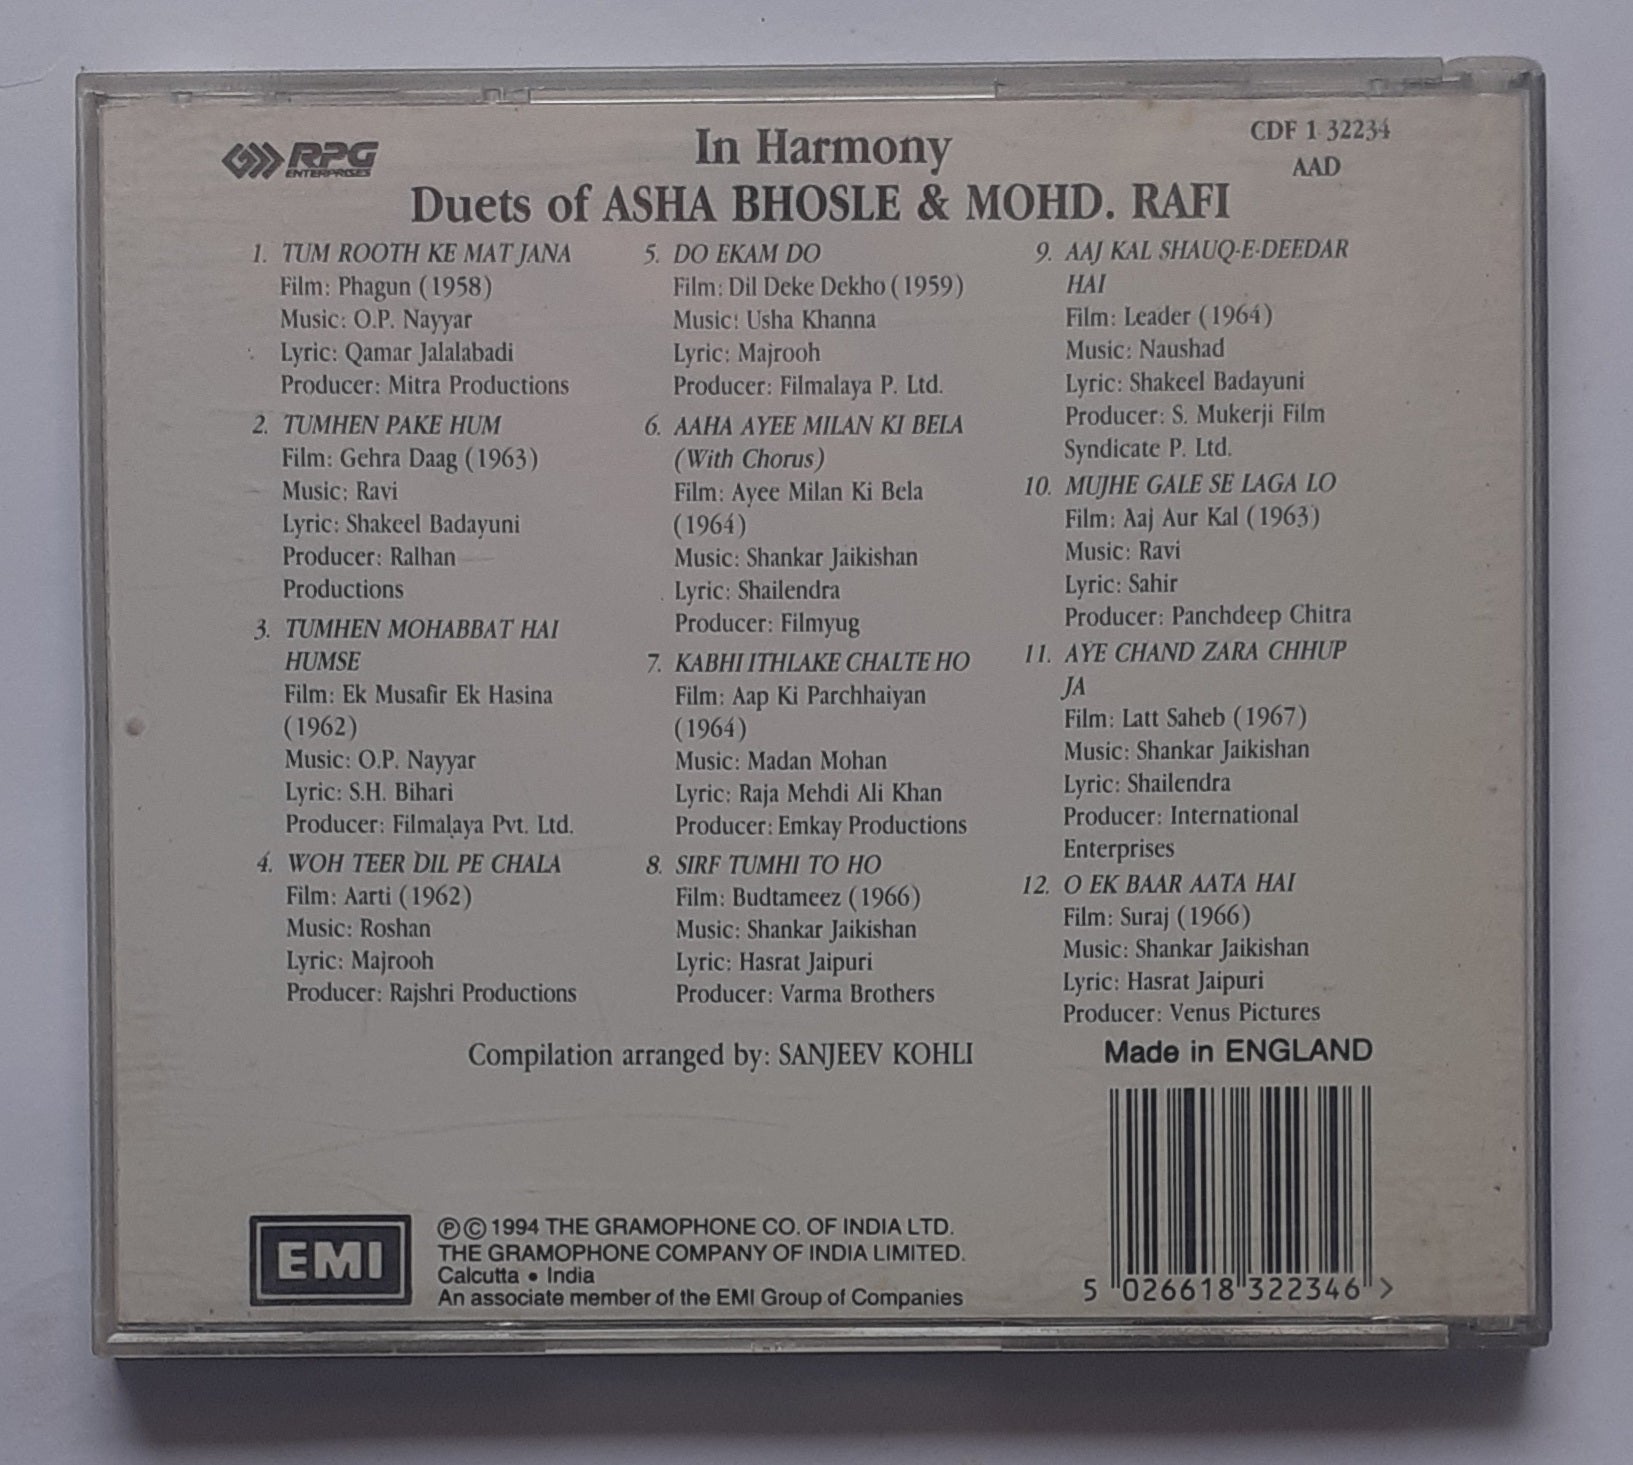 RPG
ENTERPRISES
In Harmony
Duets of ASHA BHOSLE & MOHD. RAFI
CDF 1 32234
AAD
1. TUM ROOTH KE MAT JANA
Film: Phagun (1958)
Music: O.P. Nayyar
Lyric: Qamar Jalalabadi
Producer: Mitra Productions
2. TUMHEN PAKE HUM
Film: Gehra Daag (1963)
Music: Ravi
Lyric: Shakeel Badayuni
Producer: Ralhan
Productions
3. TUMHEN MOHABBAT HAI
HUMSE
Film: Ek Musafir Ek Hasina
(1962)
Music: O.P. Nayyar
Lyric: S.H. Bihari
Producer: Filmalaya Pvt. Ltd.
4. WOH TEER DIL PE CHALA
Film: Aarti (1962)
Music: Roshan
Lyric: Majrooh
Producer: Rajshri Productions
5. DO EKAM DO
Film: Dil Deke Dekho (1959)
Music: Usha Khanna
Lyric: Majrooh
Producer: Filmalaya P. Ltd.
6. AAHA AYEE MILAN KI BELA
(With Chorus)
Film: Ayee Milan Ki Bela
(1964)
Music: Shankar Jaikishan
Lyric: Shailendra
Producer: Filmyug
7. KABHI ITHLAKE CHALTE HO
Film: Aap Ki Parchhaiyan
(1964)
Music: Madan Mohan
Lyric: Raja Mehdi Ali Khan
Producer: Emkay Productions
8. SIRF TUMHI TO HO
Film: Budtameez (1966)
Music: Shankar Jaikishan
Lyric: Hasrat Jaipuri
Producer: Varma Brothers
9. AAJ KAL SHAUQ-E-DEEDAR
HAI
Film: Leader (1964)
Music: Naushad
Lyric: Shakeel Badayuni
Producer: S. Mukerji Film
Syndicate P. Ltd.
10. MUJHE GALE SE LAGA LO
Film: Aaj Aur Kal (1963)
Music: Ravi
Lyric: Sahir
Producer: Panchdeep Chitra
11. AYE CHAND ZARA CHHUP
JA
Film: Latt Saheb (1967)
Music: Shankar Jaikishan
Lyric: Shailendra
Producer: International
Enterprises
12. O EK BAAR AATA HAI
Film: Suraj (1966)
Music: Shankar Jaikishan
Lyric: Hasrat Jaipuri
Producer: Venus Pictures
Compilation arranged by: SANJEEV KOHLI
Made in ENGLAND
EMI
℗© 1994 THE GRAMOPHONE CO. OF INDIA LTD.
THE GRAMOPHONE COMPANY OF INDIA LIMITED.
Calcutta • India
An associate member of the EMI Group of Companies
5 026618 322346 >